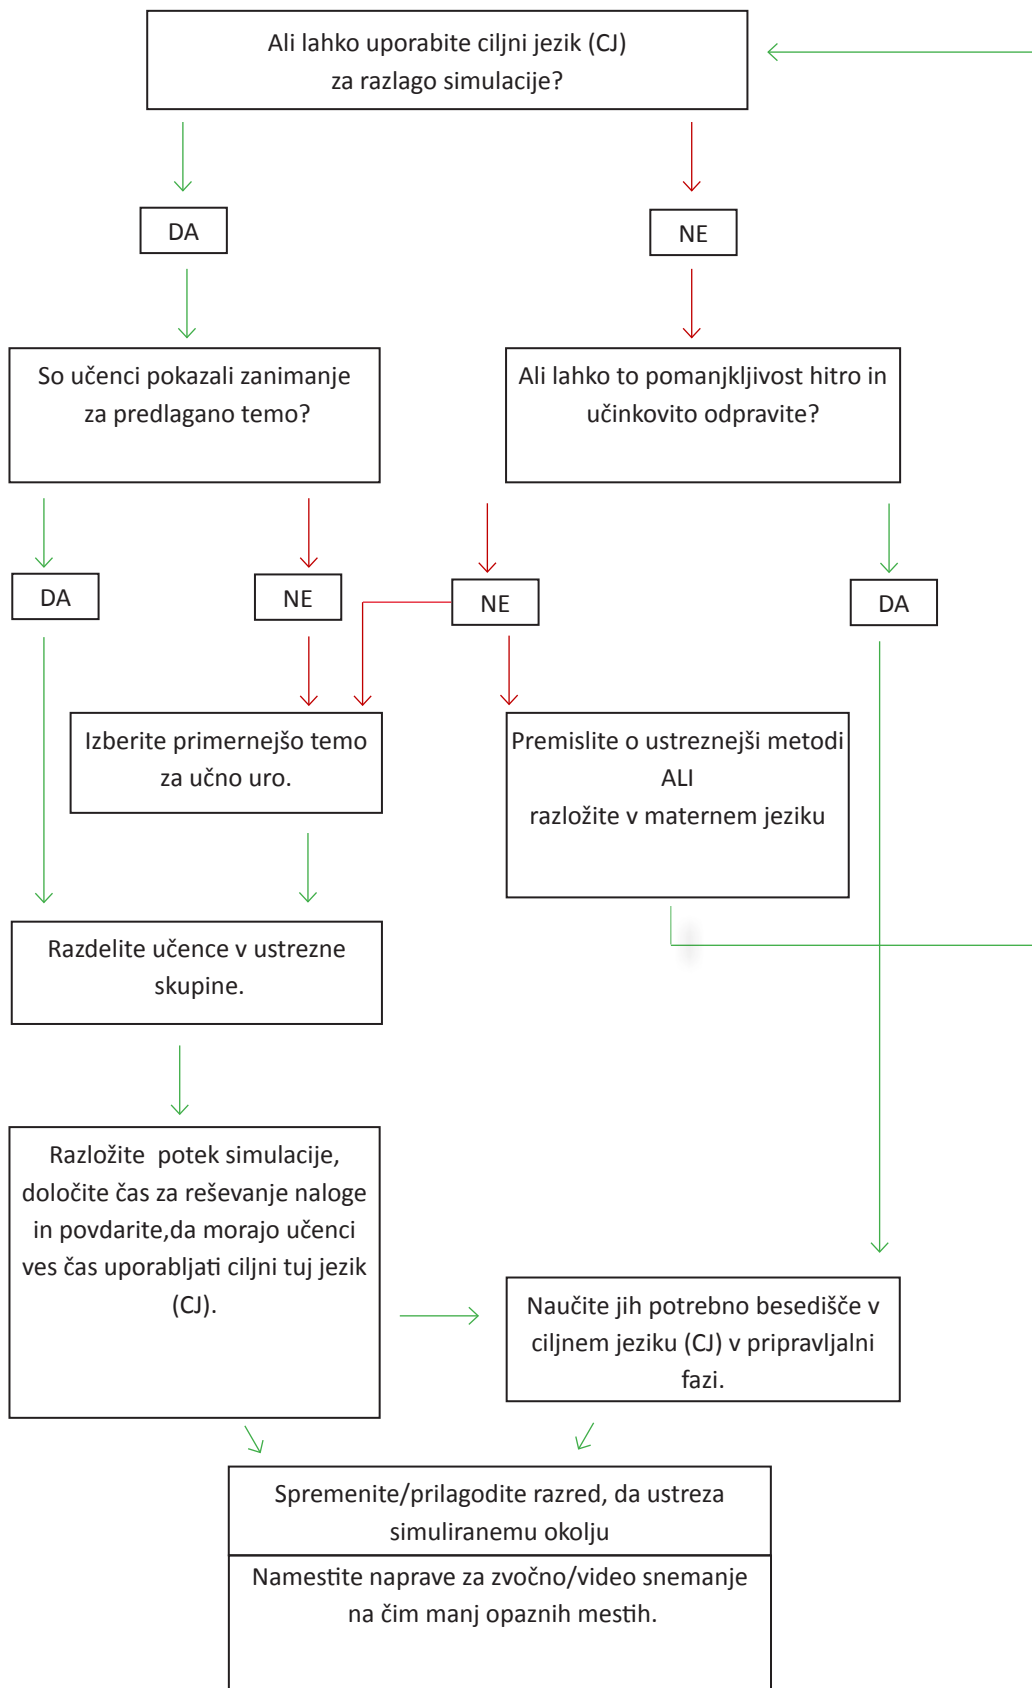 Ali lahko uporabite ciljni jezik (CJ)
za razlago simulacije?
DA
NE
So učenci pokazali zanimanje
za predlagano temo?
Ali lahko to pomanjkljivost hitro in
učinkovito odpravite?
DA
NE
NE
DA
Izberite primernejšo temo
za učno uro.
Premislite o ustreznejši metodi
ALI
razložite v maternem jeziku
Razdelite učence v ustrezne
skupine.
Razložite potek simulacije,
določite čas za reševanje naloge
in povdarite,da morajo učenci
ves čas uporabljati ciljni tuj jezik
(CJ).
Naučite jih potrebno besedišče v
ciljnem jeziku (CJ) v pripravljalni
fazi.
Spremenite/prilagodite razred, da ustreza
simuliranemu okolju
Namestite naprave za zvočno/video snemanje
na čim manj opaznih mestih.